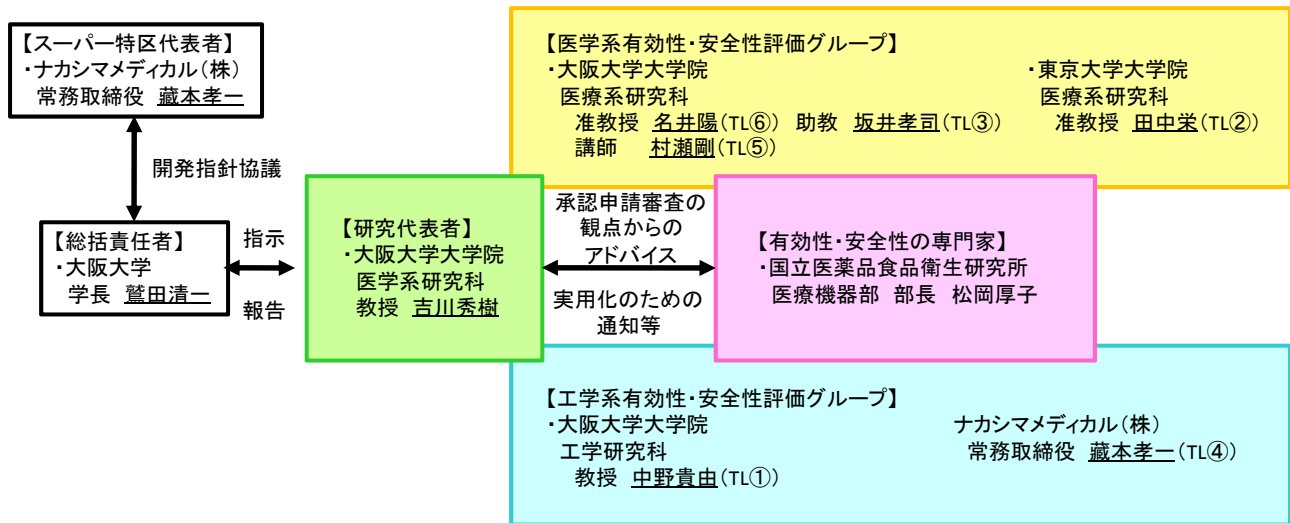 【スーパー特区代表者】
・ナカシマメディカル(株)
常務取締役 藏本孝一
開発指針協議
【総括責任者】
・大阪大学
学長 鷲田清一
指示
報告
【研究代表者】
・大阪大学大学院
医学系研究科
教授 吉川秀樹
【医学系有効性・安全性評価グループ】
・大阪大学大学院
医療系研究科
准教授 名井陽(TL⑥) 助教 坂井孝司(TL③)
講師 村瀬剛(TL⑤)
・東京大学大学院
医療系研究科
准教授 田中栄(TL②)
承認申請審査の
観点からの
アドバイス
実用化のための
通知等
【有効性・安全性の専門家】
・国立医薬品食品衛生研究所
医療機器部 部長 松岡厚子
【工学系有効性・安全性評価グループ】
・大阪大学大学院
工学研究科
教授 中野貴由(TL①)
ナカシマメディカル(株)
常務取締役 藏本孝一(TL④)